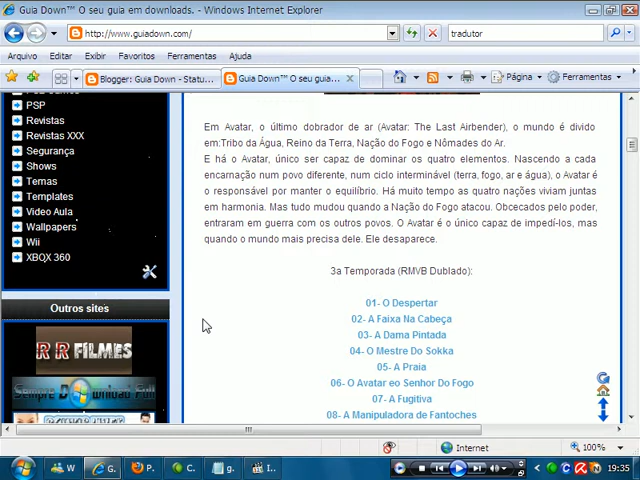 Guia Down™ O seu guia em downloads. - Windows Internet Explorer
http://www.guiadown.com/
tradutor
Arquivo Editar Exibir Favoritos Ferramentas Ajuda
Blogger: Guia Down - Statu... Guia Down™ O seu guia... Página Ferramentas
PSP
Revistas
Revistas XXX
Segurança
Shows
Temas
Templates
Video Aula
Wallpapers
Wii
XBQX 360
Outros sites
R R FILMES
Sempre Download Full
Em Avatar, o último dobrador de ar (Avatar: The Last Airbender), o mundo é divido
em:Tribo da Água, Reino da Terra, Nação do Fogo e Nômades do Ar.
E há o Avatar, único ser capaz de dominar os quatro elementos. Nascendo a cada
encarnação num povo diferente, num ciclo interminável (terra, fogo, ar e água), o Avatar é
o responsável por manter o equilíbrio. Há muito tempo as quatro nações viviam juntas
em harmonia. Mas tudo mudou quando a Nação do Fogo atacou. Obcecados pelo poder,
entraram em guerra com os outros povos. O Avatar é o único capaz de impedí-los, mas
quando o mundo mais precisa dele. Ele desaparece.
3a Temporada (RMVB Dublado):
01- O Despertar
02- A Faixa Na Cabeça
03- A Dama Pintada
04- O Mestre Do Sokka
05- A Praia
06- O Avatar eo Senhor Do Fogo
07- A Fugitiva
08- A Manipuladora de Fantoches
Internet 100%
W G. P... C. g.. I.. 19:35